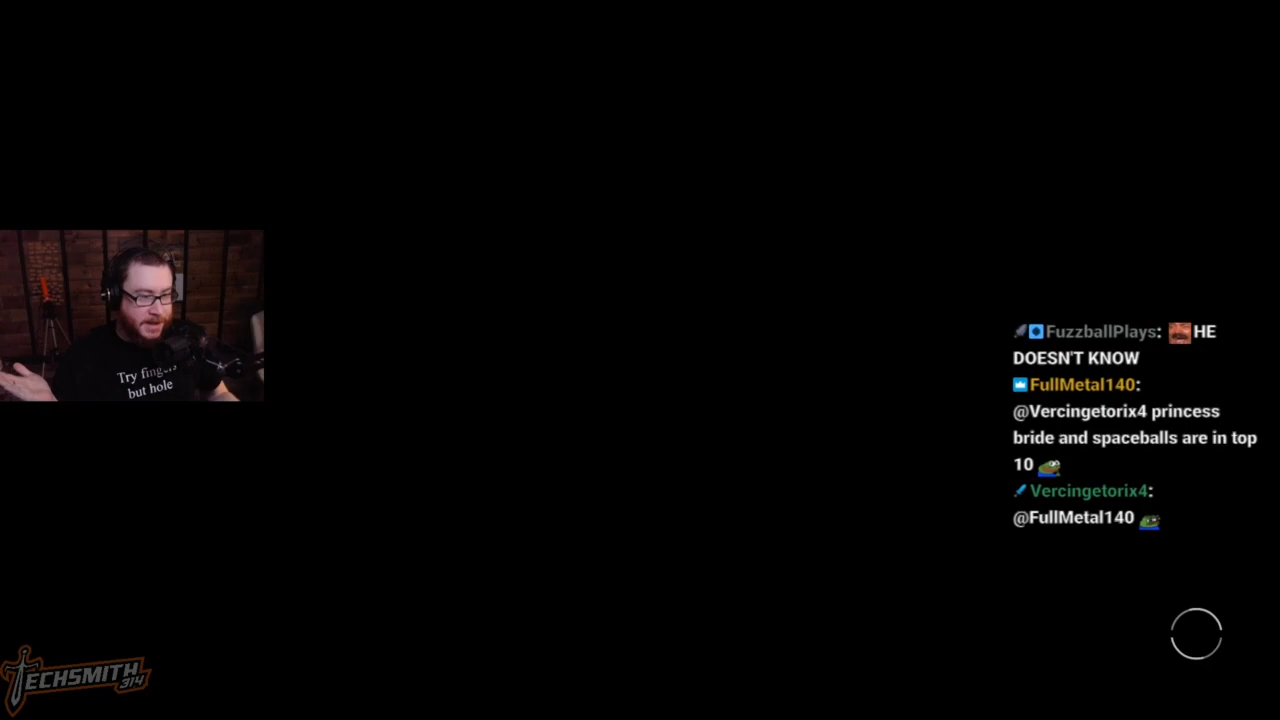 FuzzballPlays: HE
DOESN'T KNOW
FullMetal140:
@Vercingetorix4 princess
bride and spaceballs are in top
10
Vercingetorix4:
@FullMetal140
Try fingers
but hole
TECHSMITH
314